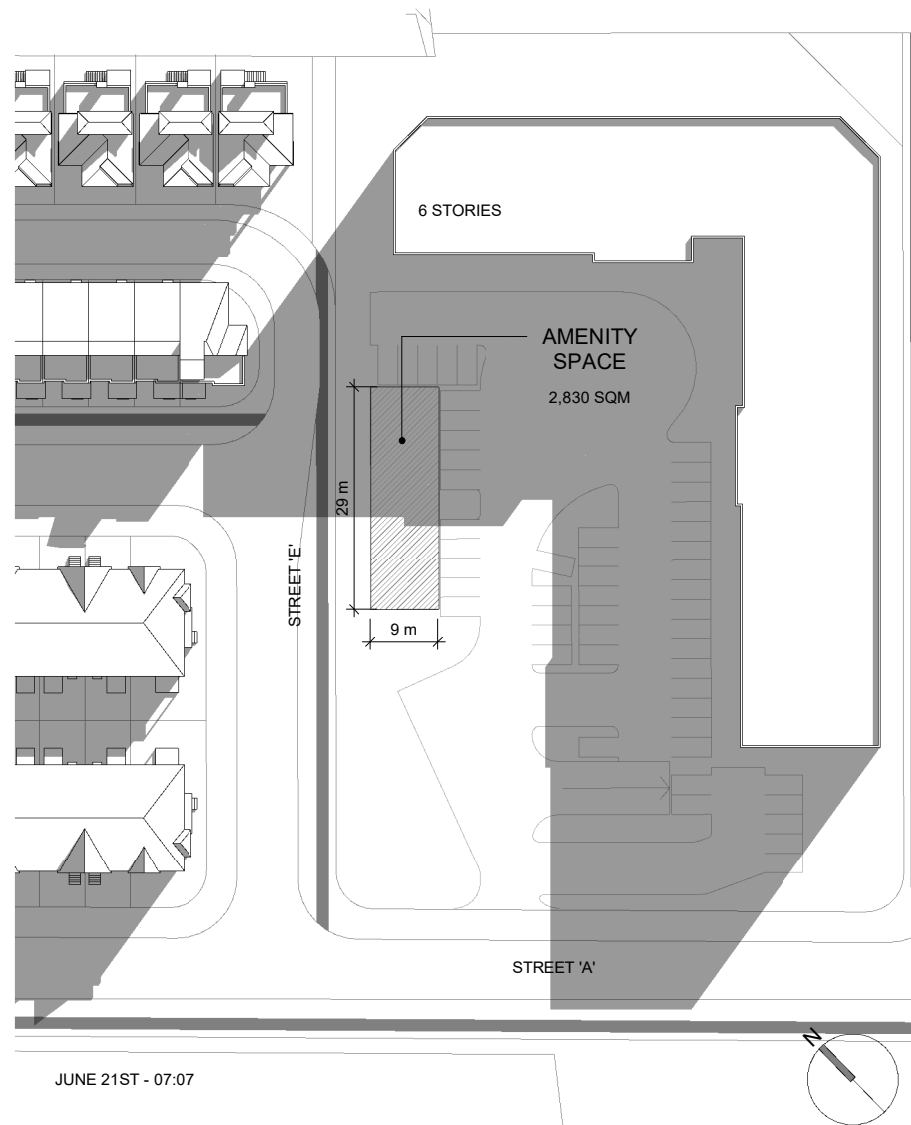 6 STORIES
AMENITY
SPACE
2,830 SQM
29 m
STREET 'E'
9 m
STREET 'A'
N
JUNE 21ST - 07:07